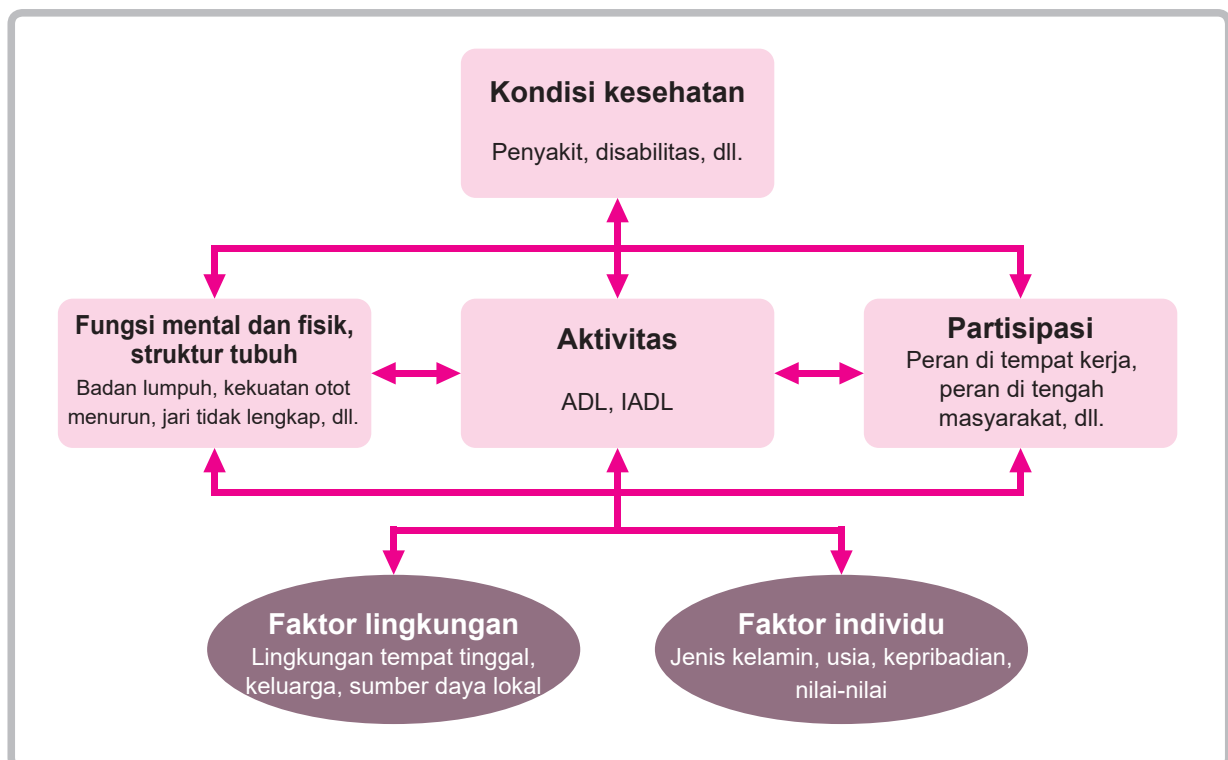 Kondisi kesehatan
Penyakit, disabilitas, dll.
Fungsi mental dan fisik,
struktur tubuh
Badan lumpuh, kekuatan otot
menurun, jari tidak lengkap, dll.
Aktivitas
ADL, IADL
Partisipasi
Peran di tempat kerja,
peran di tengah
masyarakat, dll.
Faktor lingkungan
Lingkungan tempat tinggal,
keluarga, sumber daya lokal
Faktor individu
Jenis kelamin, usia, kepribadian,
nilai-nilai